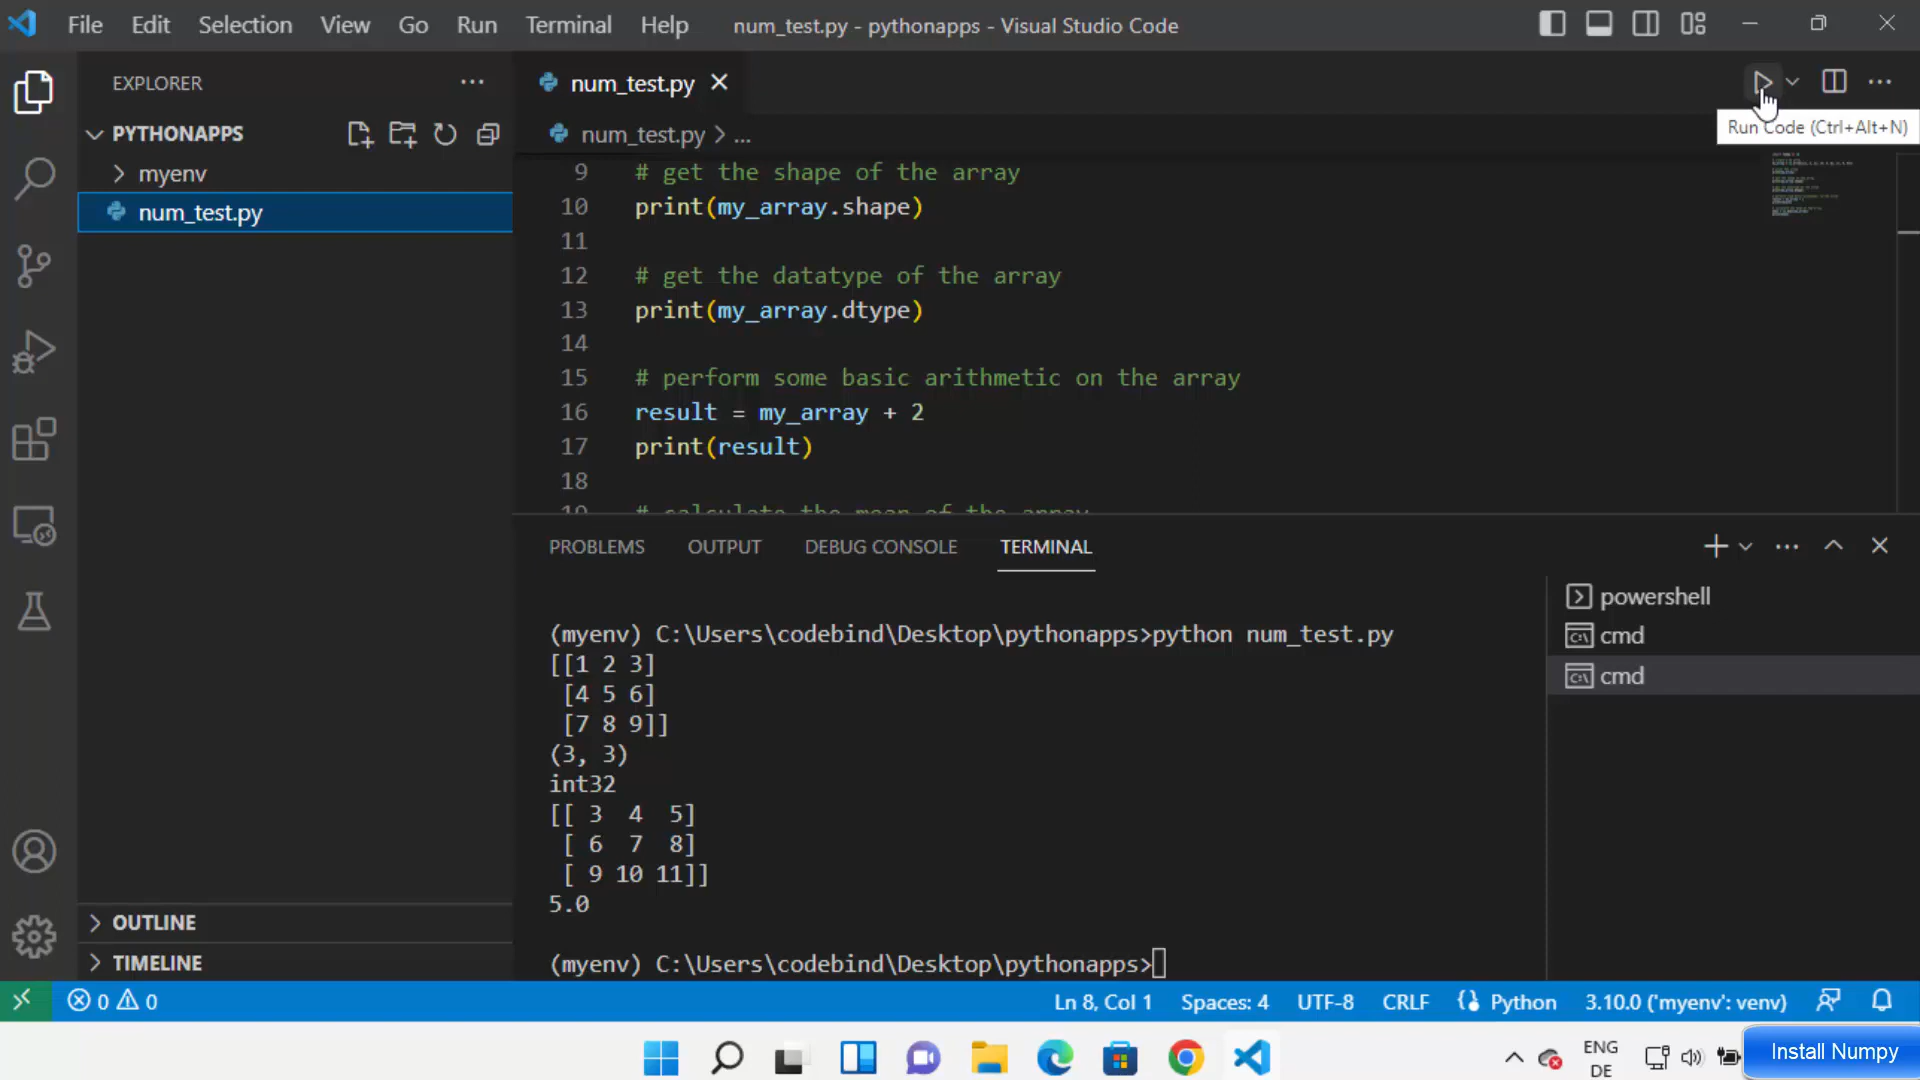 File Edit Selection View Go Run Terminal Help num_test.py - pythonapps - Visual Studio Code
EXPLORER
num_test.py
Run Code (Ctrl+Alt+N)
PYTHONAPPS
num_test.py > ...
myenv
num_test.py
9 # get the shape of the array
10 print(my_array.shape)
11
12 # get the datatype of the array
13 print(my_array.dtype)
14
15 # perform some basic arithmetic on the array
16 result = my_array + 2
17 print(result)
18
19 # calculate the mean of the array
PROBLEMS OUTPUT DEBUG CONSOLE TERMINAL
powershell
cmd
cmd
(myenv) C:\Users\codebind\Desktop\pythonapps>python num_test.py
[[1 2 3]
[4 5 6]
[7 8 9]]
(3, 3)
int32
[[ 3 4 5]
[ 6 7 8]
[ 9 10 11]]
5.0
(myenv) C:\Users\codebind\Desktop\pythonapps>
OUTLINE
TIMELINE
0 0 Ln 8, Col 1 Spaces: 4 UTF-8 CRLF Python 3.10.0 ('myenv': venv)
ENG
DE
Install Numpy